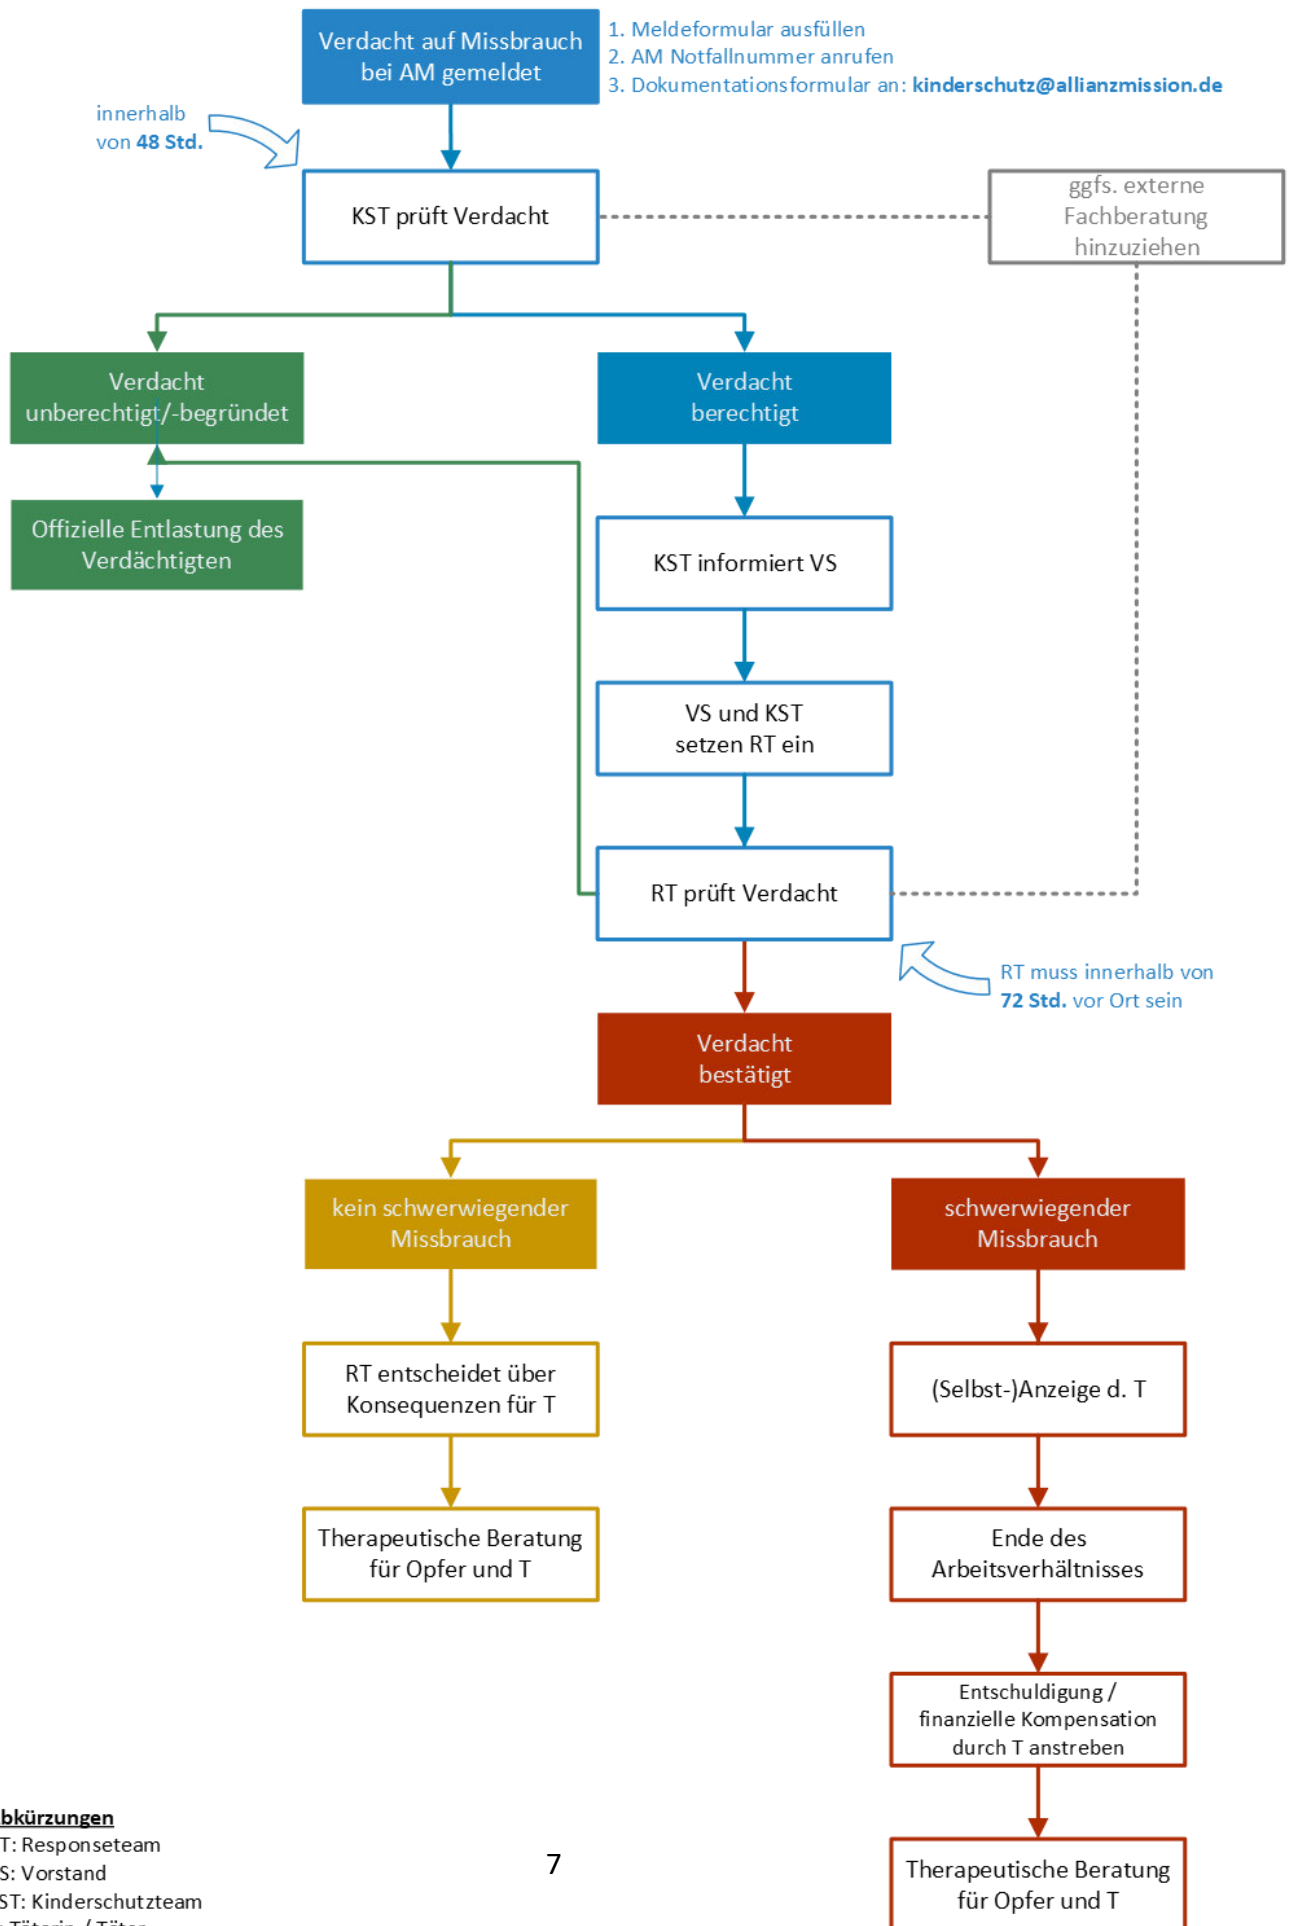 Verdacht auf Missbrauch
bei AM gemeldet
1. Meldeformular ausfüllen
2. AM Notfallnummer anrufen
3. Dokumentationsformular an: kinderschutz@allianzmission.de
innerhalb
von 48 Std.
KST prüft Verdacht
ggfs. externe
Fachberatung
hinzuziehen
Verdacht
unberechtigt/-begründet
Verdacht
berechtigt
Offizielle Entlastung des
Verdächtigten
KST informiert VS
VS und KST
setzen RT ein
RT prüft Verdacht
RT muss innerhalb von
72 Std. vor Ort sein
Verdacht
bestätigt
kein schwerwiegender
Missbrauch
schwerwiegender
Missbrauch
RT entscheidet über
Konsequenzen für T
(Selbst-)Anzeige d. T
Therapeutische Beratung
für Opfer und T
Ende des
Arbeitsverhältnisses
Entschuldigung /
finanzielle Kompensation
durch T anstreben
Therapeutische Beratung
für Opfer und T
bkürzungen
T: Responseteam
S: Vorstand
ST: Kinderschutzteam
: Täterin / Täter
7